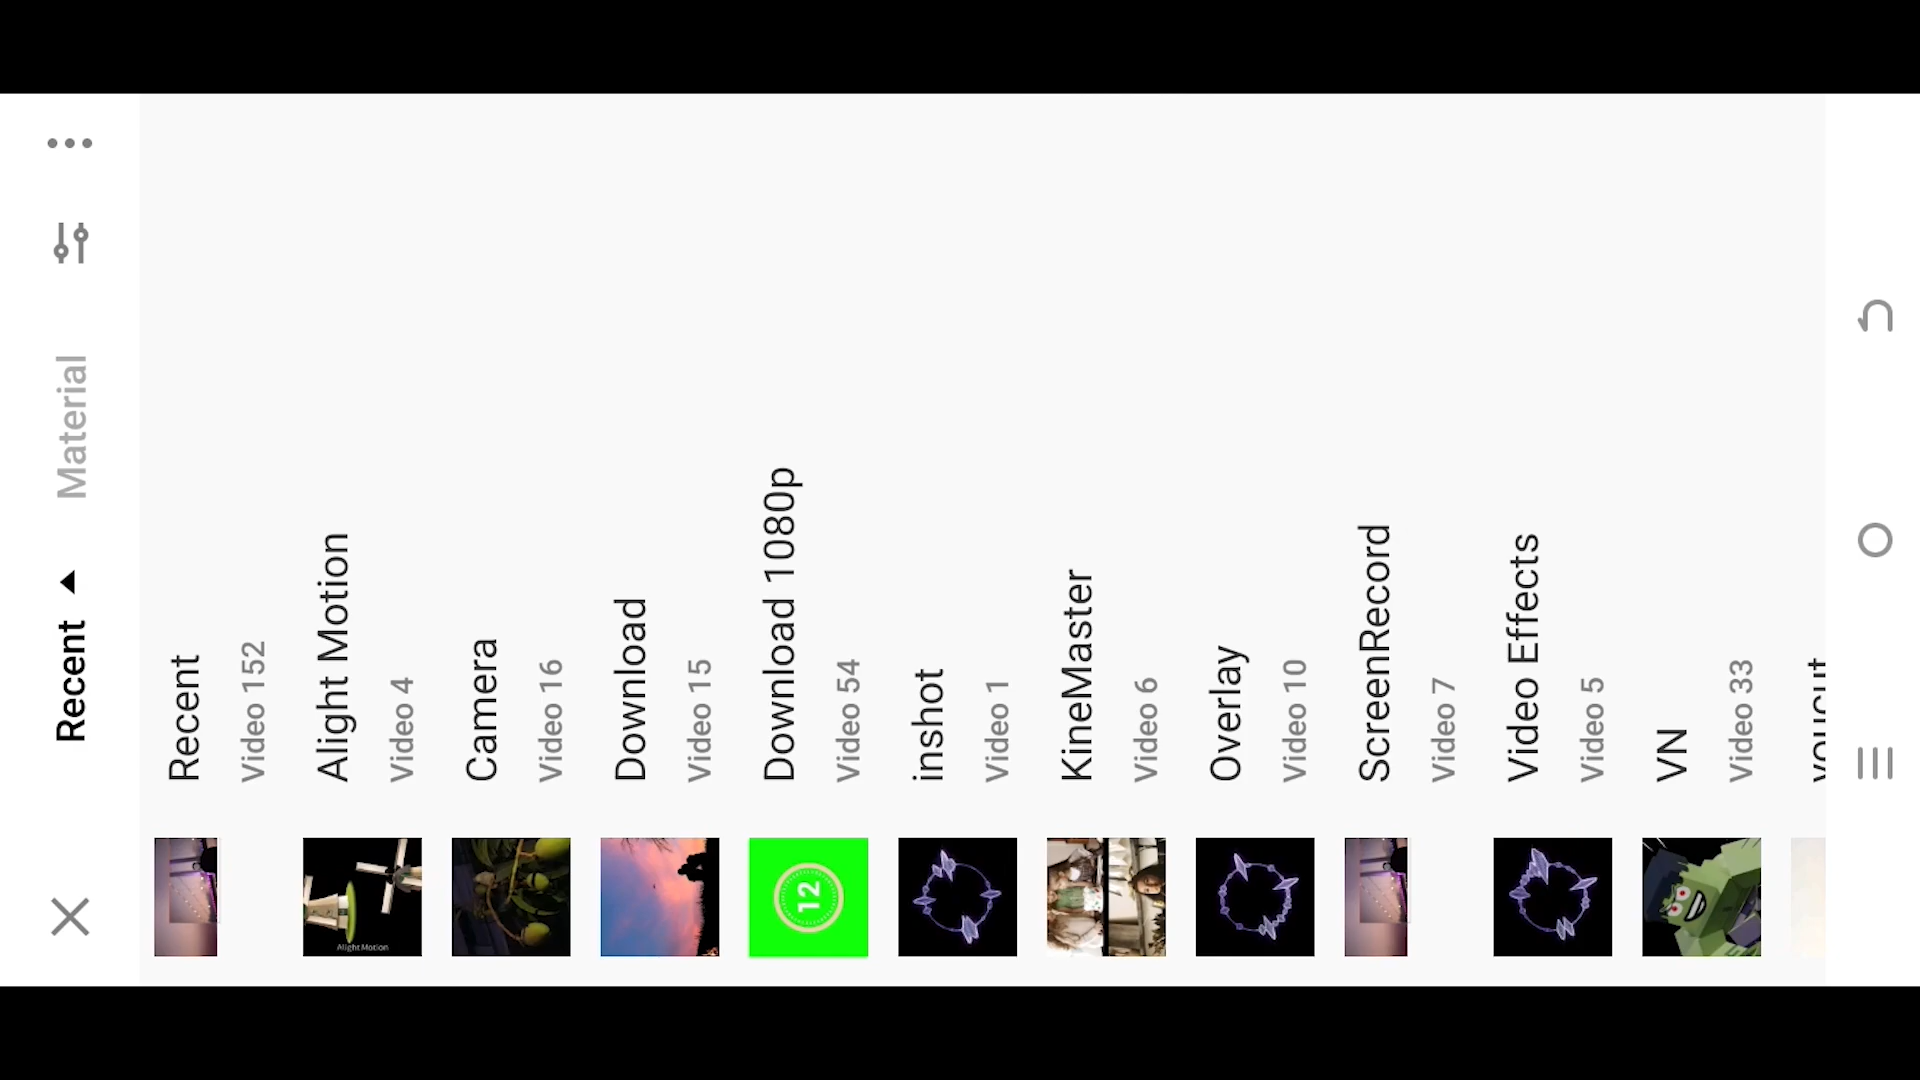 Recent
Material
Recent
Video 152
Alight Motion
Video 4
Camera
Video 16
Download
Video 15
Download 1080p
Video 54
inshot
Video 1
KineMaster
Video 6
Overlay
Video 10
ScreenRecord
Video 7
Video Effects
Video 5
VN
Video 33
Alight Motion
12